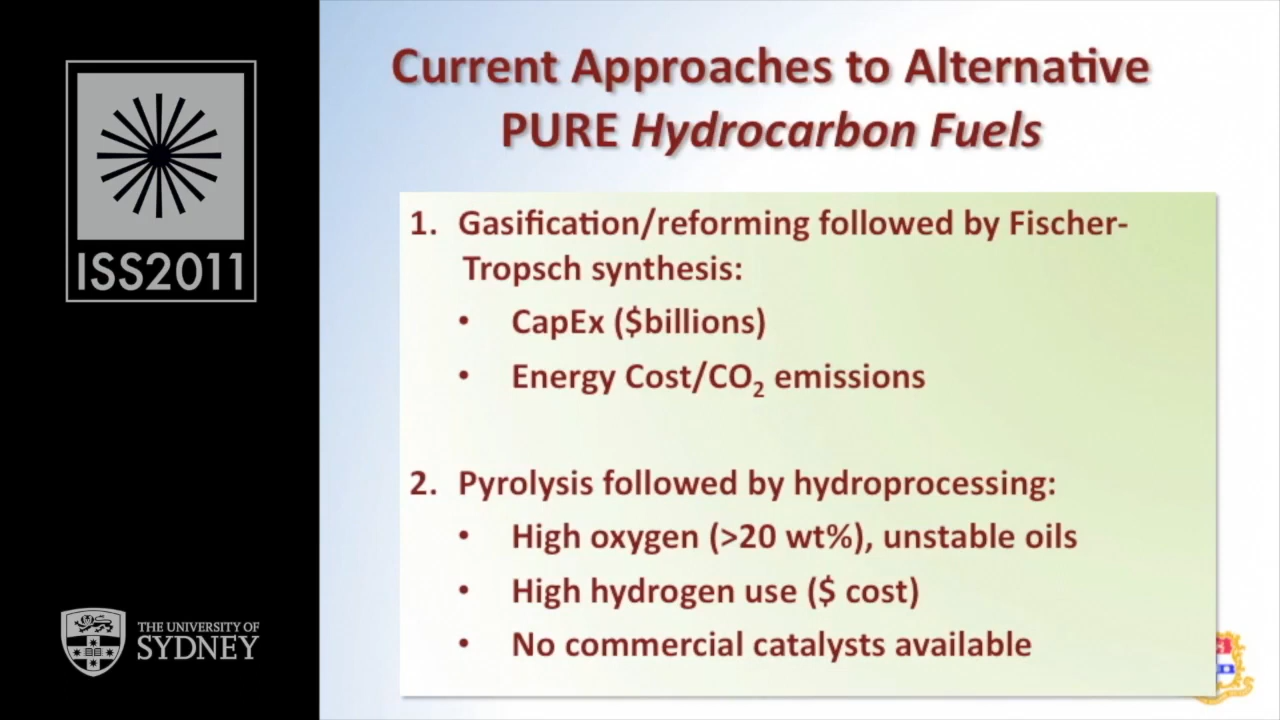 ISS2011
THE UNIVERSITY OF
SYDNEY
Current Approaches to Alternative
PURE Hydrocarbon Fuels
1. Gasification/reforming followed by Fischer-
Tropsch synthesis:
• CapEx ($billions)
• Energy Cost/CO₂ emissions
2. Pyrolysis followed by hydroprocessing:
• High oxygen (>20 wt%), unstable oils
• High hydrogen use ($ cost)
• No commercial catalysts available